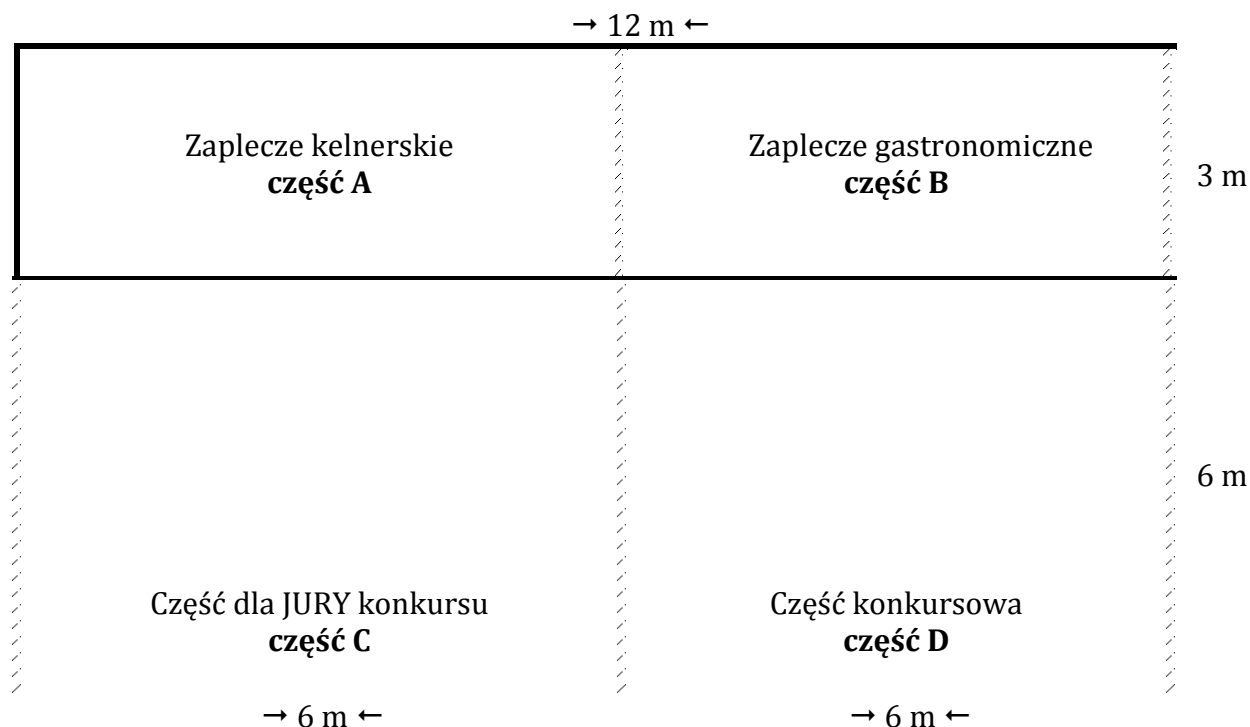 → 12 m ←
Zaplecze kelnerskie
część A
Zaplecze gastronomiczne
część B
3 m
6 m
Część dla JURY konkursu
część C
Część konkursowa
część D
→ 6 m ←
→ 6 m ←